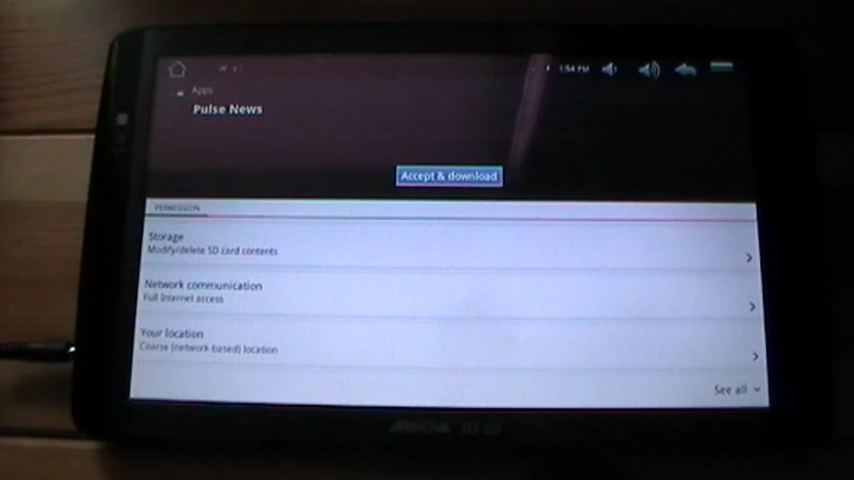 1:54 PM
Apps
Pulse News
Accept & download
PERMISSION
Storage
Modify/delete SD card contents
Network communication
Full Internet access
Your location
Coarse (network-based) location
See all
ARNOVA 10